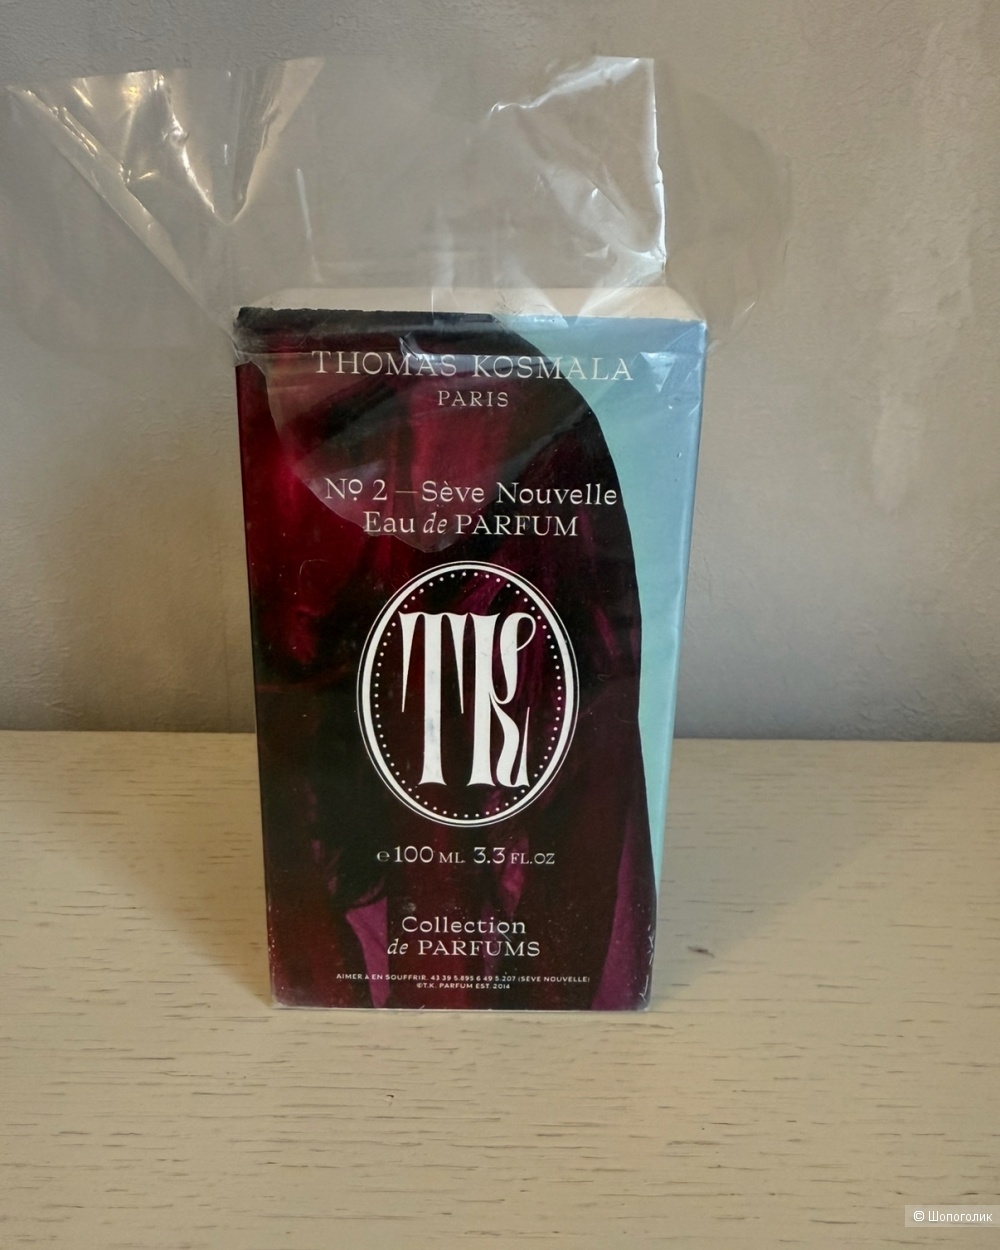 THOMAS KOSMALA
PARIS
Nº 2 — Sève Nouvelle
Eau de PARFUM
TK
℮ 100 ML 3.3 FL.OZ
Collection
de PARFUMS
AIMER À EN SOUFFRIR. 43 39 5.895 6 49 5.207 (SÈVE NOUVELLE)
©T.K. PARFUM EST. 2014
© Шопоголик